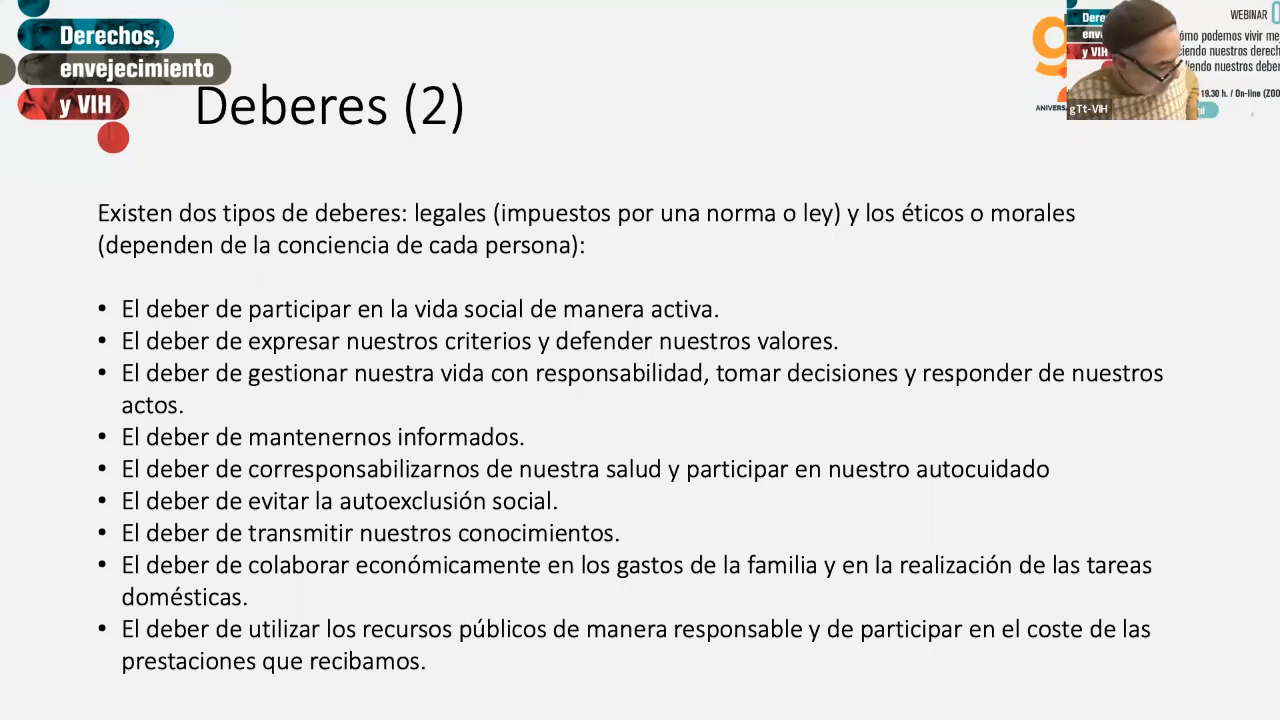 Derechos,
envejecimiento
y VIH
Deberes (2)
WEBINAR
ómo podemos vivir me
ciendo nuestros derech
liendo nuestros deber
19.30 h. / On-line (ZOO
Dere
enve
y VIH
gTt-VIH
ANIVERS
Existen dos tipos de deberes: legales (impuestos por una norma o ley) y los éticos o morales
(dependen de la conciencia de cada persona):
• El deber de participar en la vida social de manera activa.
• El deber de expresar nuestros criterios y defender nuestros valores.
• El deber de gestionar nuestra vida con responsabilidad, tomar decisiones y responder de nuestros
actos.
• El deber de mantenernos informados.
• El deber de corresponsabilizarnos de nuestra salud y participar en nuestro autocuidado
• El deber de evitar la autoexclusión social.
• El deber de transmitir nuestros conocimientos.
• El deber de colaborar económicamente en los gastos de la familia y en la realización de las tareas
domésticas.
• El deber de utilizar los recursos públicos de manera responsable y de participar en el coste de las
prestaciones que recibamos.